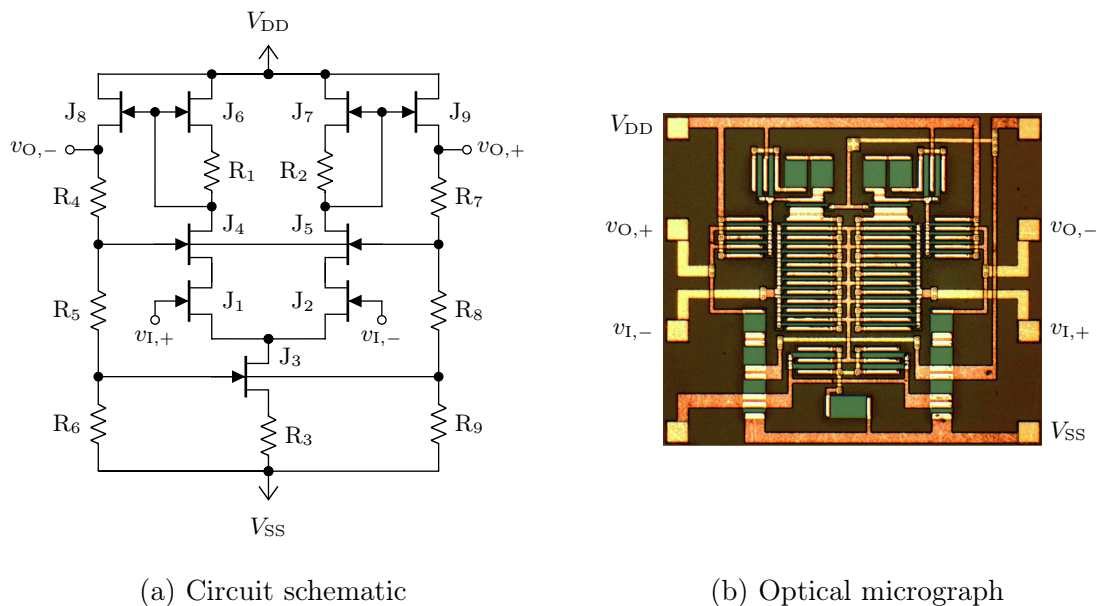 V_DD
J_8 J_6 J_7 J_9
v_O,− v_O,+
R_1 R_2
R_4 R_7
J_4 J_5
R_5 J_1 J_2 R_8
v_I,+ v_I,−
J_3
R_6 R_3 R_9
V_SS
(a) Circuit schematic
V_DD
v_O,+ v_O,−
v_I,− v_I,+
V_SS
(b) Optical micrograph